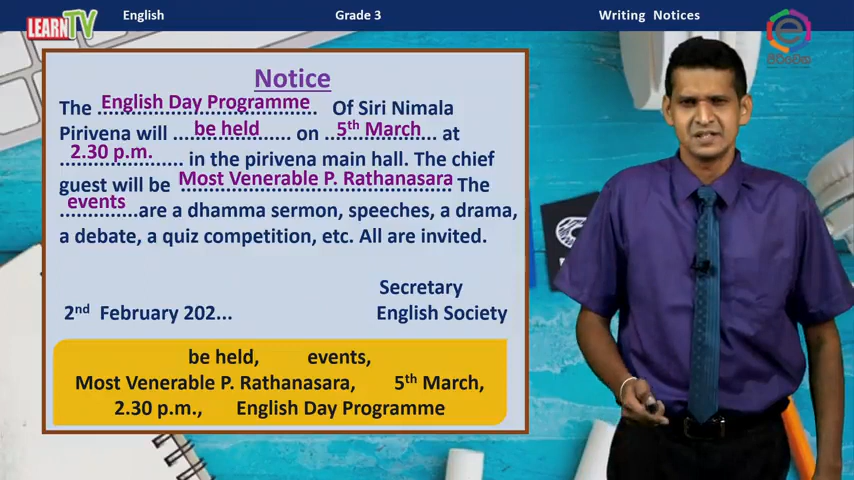 LEARN TV
English
Grade 3
Writing Notices
Notice
The English Day Programme Of Siri Nimala
Pirivena will ...be held... on ...5th March... at
2.30 p.m. in the pirivena main hall. The chief
guest will be Most Venerable P. Rathanasara The
events are a dhamma sermon, speeches, a drama,
a debate, a quiz competition, etc. All are invited.
Secretary
2nd February 202... English Society
be held, events,
Most Venerable P. Rathanasara, 5th March,
2.30 p.m., English Day Programme